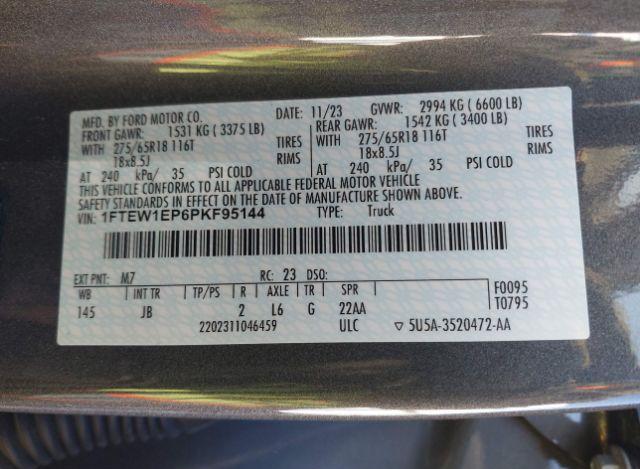 MFD. BY FORD MOTOR CO. DATE: 11/23 GVWR: 2994 KG ( 6600 LB)
FRONT GAWR: 1531 KG ( 3375 LB) REAR GAWR: 1542 KG ( 3400 LB)
WITH 275/65R18 116T TIRES WITH 275/65R18 116T TIRES
18x8.5J RIMS 18x8.5J RIMS
AT 240 kPa/ 35 PSI COLD AT 240 kPa/ 35 PSI COLD
THIS VEHICLE CONFORMS TO ALL APPLICABLE FEDERAL MOTOR VEHICLE
SAFETY STANDARDS IN EFFECT ON THE DATE OF MANUFACTURE SHOWN ABOVE.
VIN: 1FTEW1EP6PKF95144 TYPE: Truck
EXT PNT: M7 RC: 23 DSO:
WB INT TR TP/PS R AXLE TR SPR F0095
145 JB 2 L6 G 22AA T0795
2202311046459 ULC ▽ 5U5A-3520472-AA